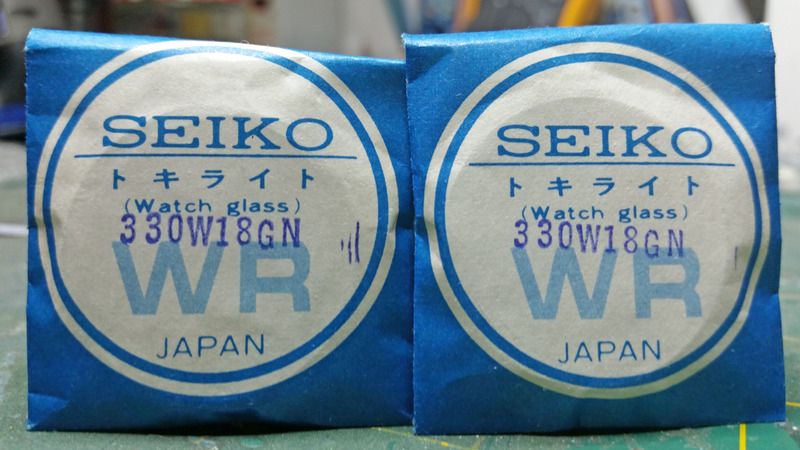 SEIKO
トキライト
(Watch glass)
330W18GN
WR
JAPAN
SEIKO
トキライト
(Watch glass)
330W18GN
WR
JAPAN